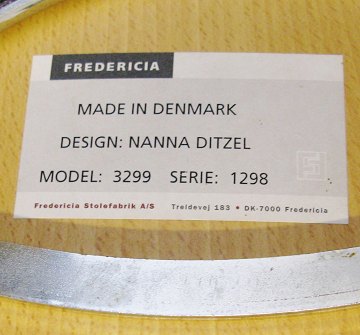 FREDERICIA
MADE IN DENMARK
DESIGN: NANNA DITZEL
MODEL: 3299 SERIE: 1298
Fredericia Stolefabrik A/S Treldevej 183 • DK-7000 Fredericia